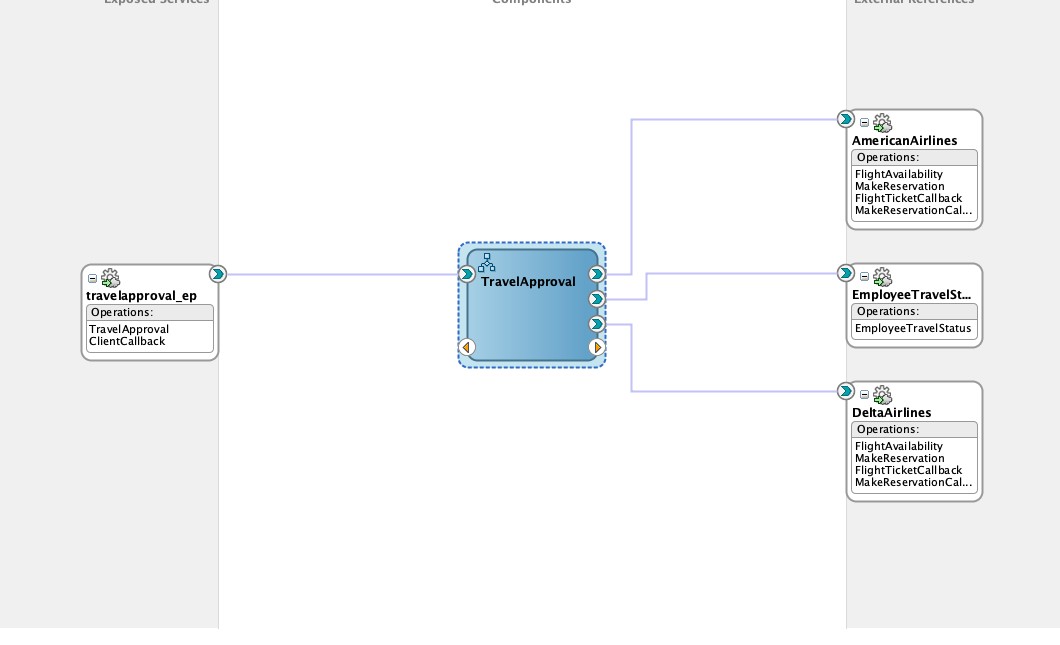 Exposed Services
Components
External References
travelapproval_ep
Operations:
TravelApproval
ClientCallback
TravelApproval
AmericanAirlines
Operations:
FlightAvailability
MakeReservation
FlightTicketCallback
MakeReservationCal...
EmployeeTravelSt...
Operations:
EmployeeTravelStatus
DeltaAirlines
Operations:
FlightAvailability
MakeReservation
FlightTicketCallback
MakeReservationCal...